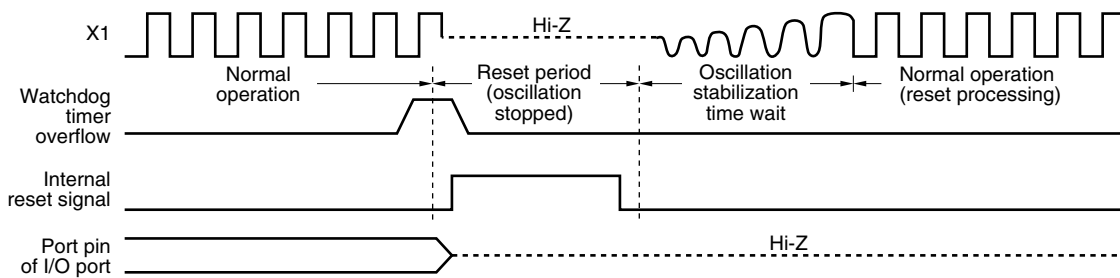 X1
Hi-Z
Normal
operation
Reset period
(oscillation
stopped)
Oscillation
stabilization
time wait
Normal operation
(reset processing)
Watchdog
timer
overflow
Internal
reset signal
Port pin
of I/O port
Hi-Z